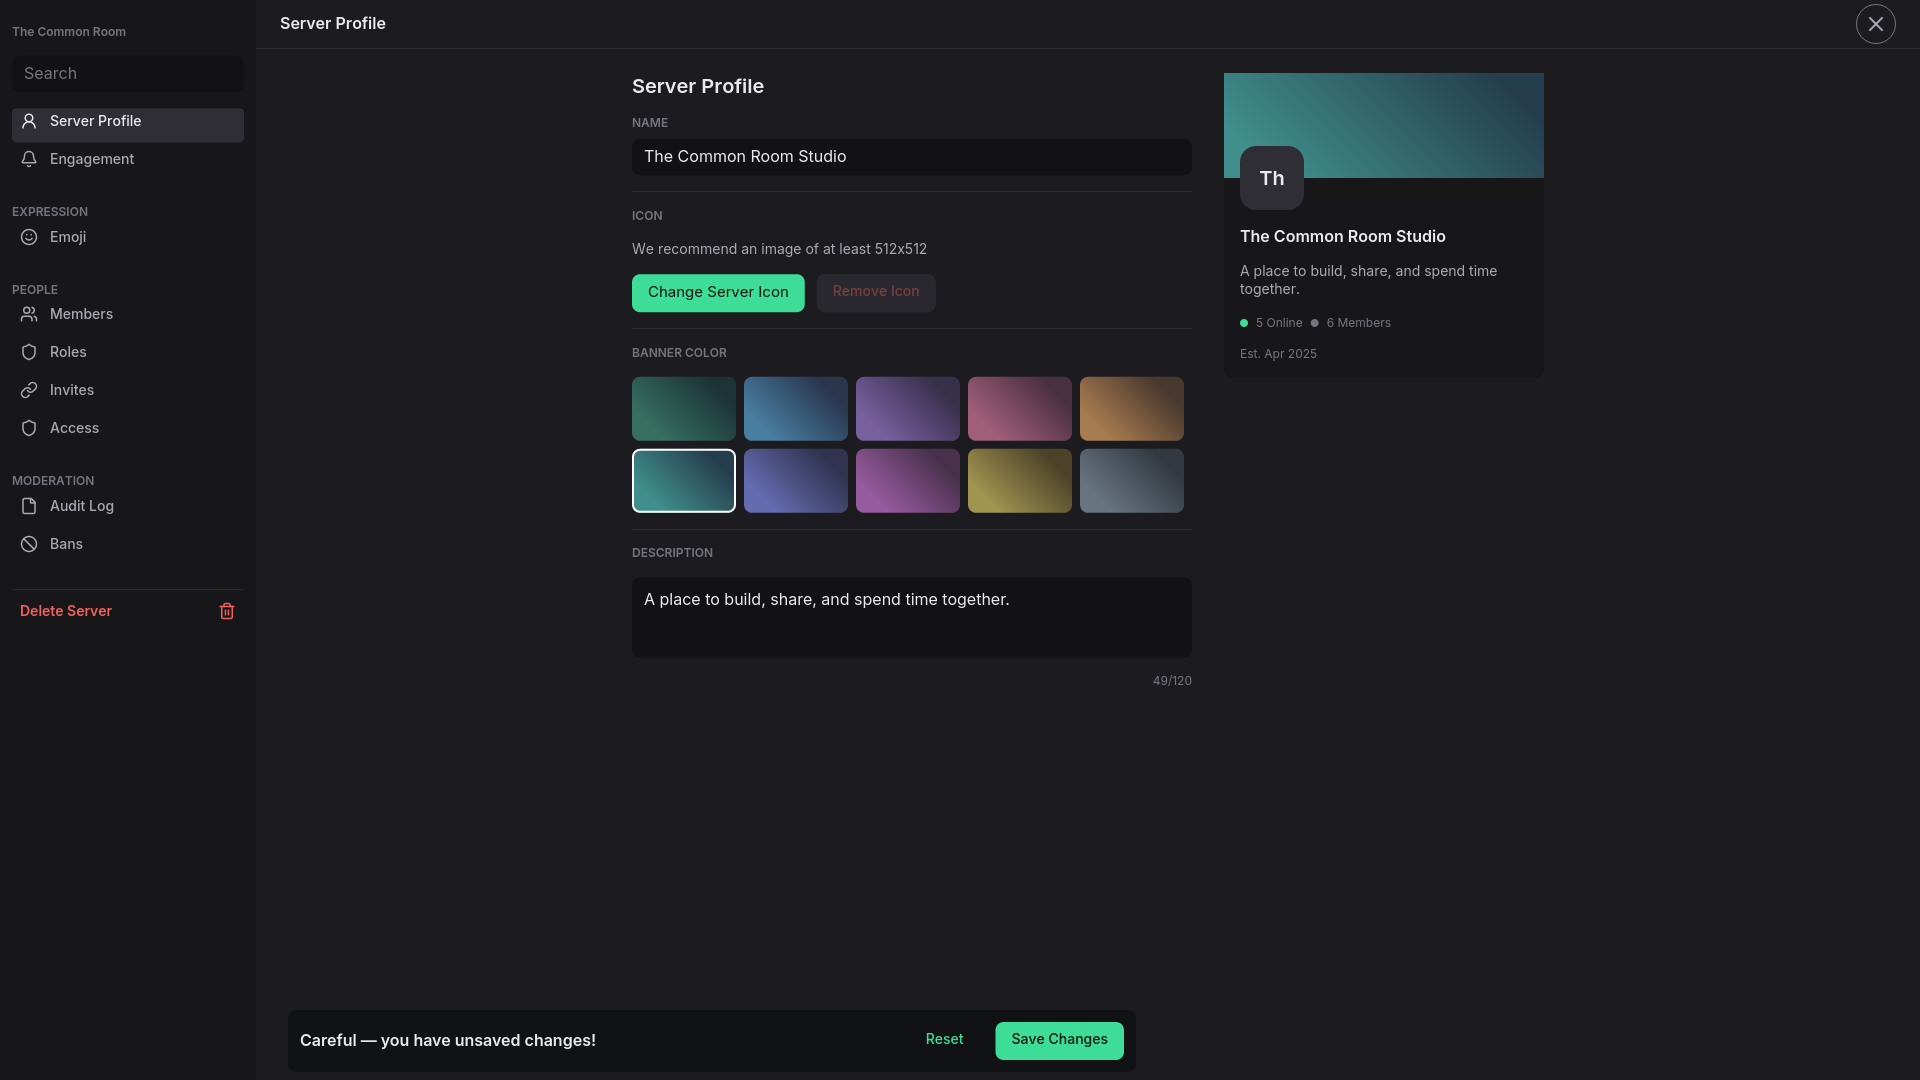 The Common Room
Search
Server Profile
Engagement
EXPRESSION
Emoji
PEOPLE
Members
Roles
Invites
Access
MODERATION
Audit Log
Bans
Delete Server
Server Profile
Server Profile
NAME
The Common Room Studio
ICON
We recommend an image of at least 512x512
Change Server Icon
Remove Icon
BANNER COLOR
DESCRIPTION
A place to build, share, and spend time together.
49/120
Th
The Common Room Studio
A place to build, share, and spend time
together.
5 Online
6 Members
Est. Apr 2025
Careful — you have unsaved changes!
Reset
Save Changes